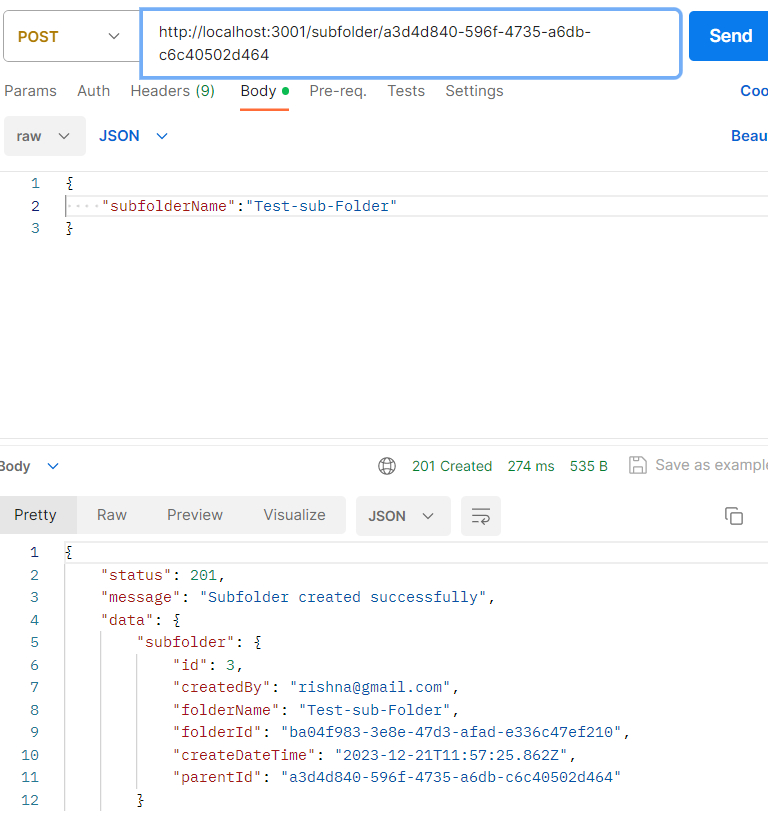 POST
http://localhost:3001/subfolder/a3d4d840-596f-4735-a6db-
c6c40502d464
Send
Params Auth Headers (9) Body Pre-req. Tests Settings Coo
raw JSON Beau
1 {
2 "subfolderName":"Test-sub-Folder"
3 }
Body 201 Created 274 ms 535 B Save as example
Pretty Raw Preview Visualize JSON
1 {
2 "status": 201,
3 "message": "Subfolder created successfully",
4 "data": {
5 "subfolder": {
6 "id": 3,
7 "createdBy": "rishna@gmail.com",
8 "folderName": "Test-sub-Folder",
9 "folderId": "ba04f983-3e8e-47d3-afad-e336c47ef210",
10 "createDateTime": "2023-12-21T11:57:25.862Z",
11 "parentId": "a3d4d840-596f-4735-a6db-c6c40502d464"
12 }